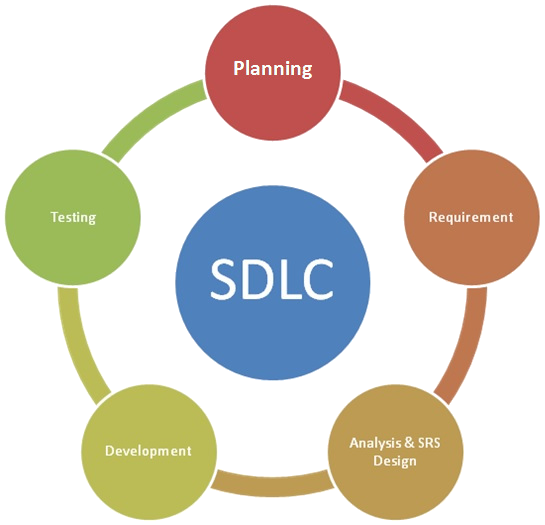 Planning
Requirement
Analysis & SRS
Design
Development
Testing
SDLC